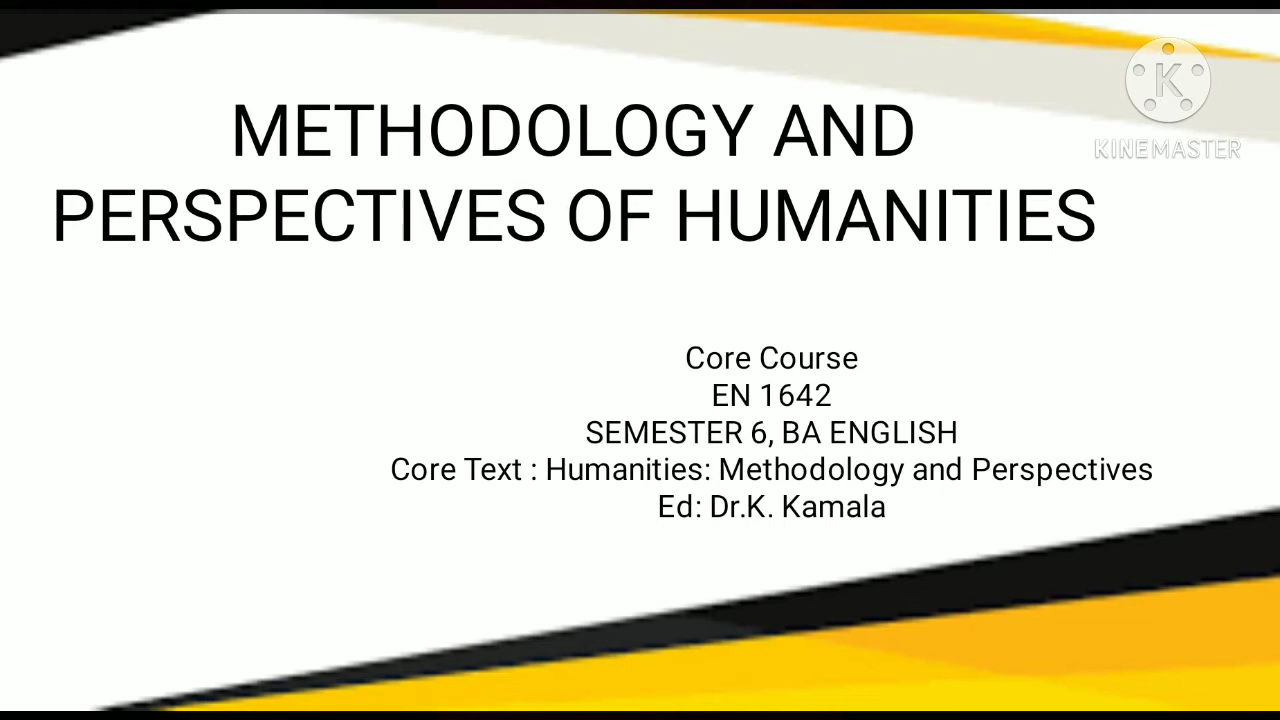 METHODOLOGY AND
PERSPECTIVES OF HUMANITIES
K
KINEMASTER
Core Course
EN 1642
SEMESTER 6, BA ENGLISH
Core Text : Humanities: Methodology and Perspectives
Ed: Dr.K. Kamala